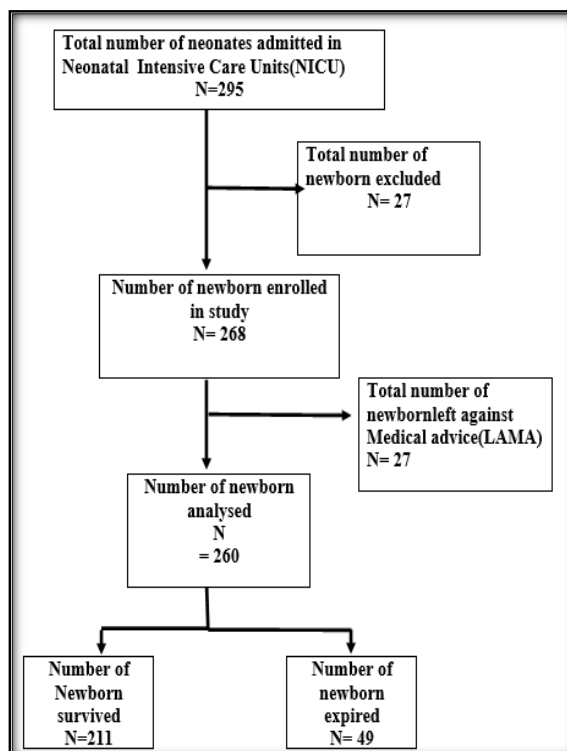 Total number of neonates admitted in
Neonatal Intensive Care Units(NICU)
N=295
Total number of
newborn excluded
N= 27
Number of newborn enrolled
in study
N= 268
Total number of
newbornleft against
Medical advice(LAMA)
N= 27
Number of newborn
analysed
N
= 260
Number of
Newborn
survived
N=211
Number of
newborn
expired
N= 49